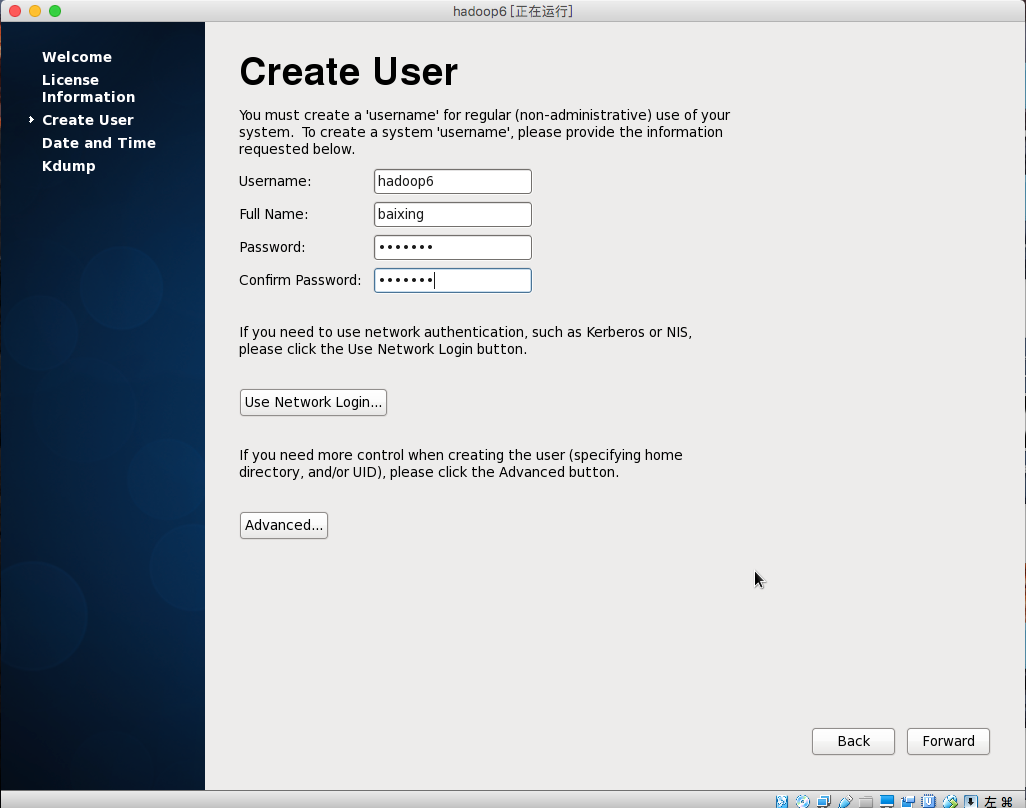 hadoop6 [正在运行]
Welcome
License
Information
Create User
Date and Time
Kdump
Create User
You must create a 'username' for regular (non-administrative) use of your
system.  To create a system 'username', please provide the information
requested below.
Username: hadoop6
Full Name: baixing
Password: •••••••
Confirm Password: •••••••
If you need to use network authentication, such as Kerberos or NIS,
please click the Use Network Login button.
Use Network Login...
If you need more control when creating the user (specifying home
directory, and/or UID), please click the Advanced button.
Advanced...
Back Forward
左 ⌘